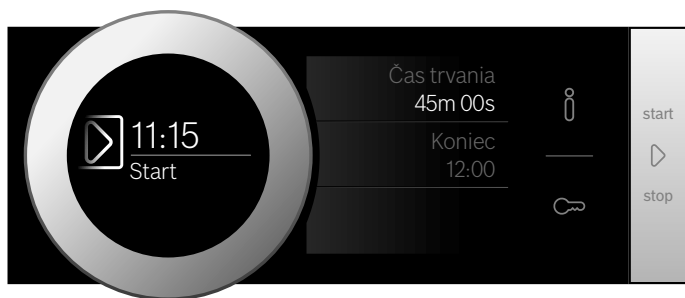 11:15
Start
Čas trvania
45m 00s
Koniec
12:00
start
stop